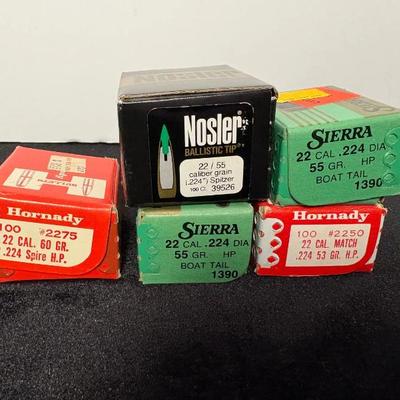 Nosler®
BALLISTIC TIP®
22 / 55
caliber grain
(.224") Spitzer
100 Ct. 39526
SIERRA
22 CAL .224 DIA
55 GR. HP
BOAT TAIL
1390
Hornady
100 #2275
22 CAL. 60 GR.
.224 Spire H.P.
SIERRA
22 CAL .224 DIA
55 GR. HP
BOAT TAIL
1390
Hornady
100 #2250
22 CAL. MATCH
.224 53 GR. H.P.